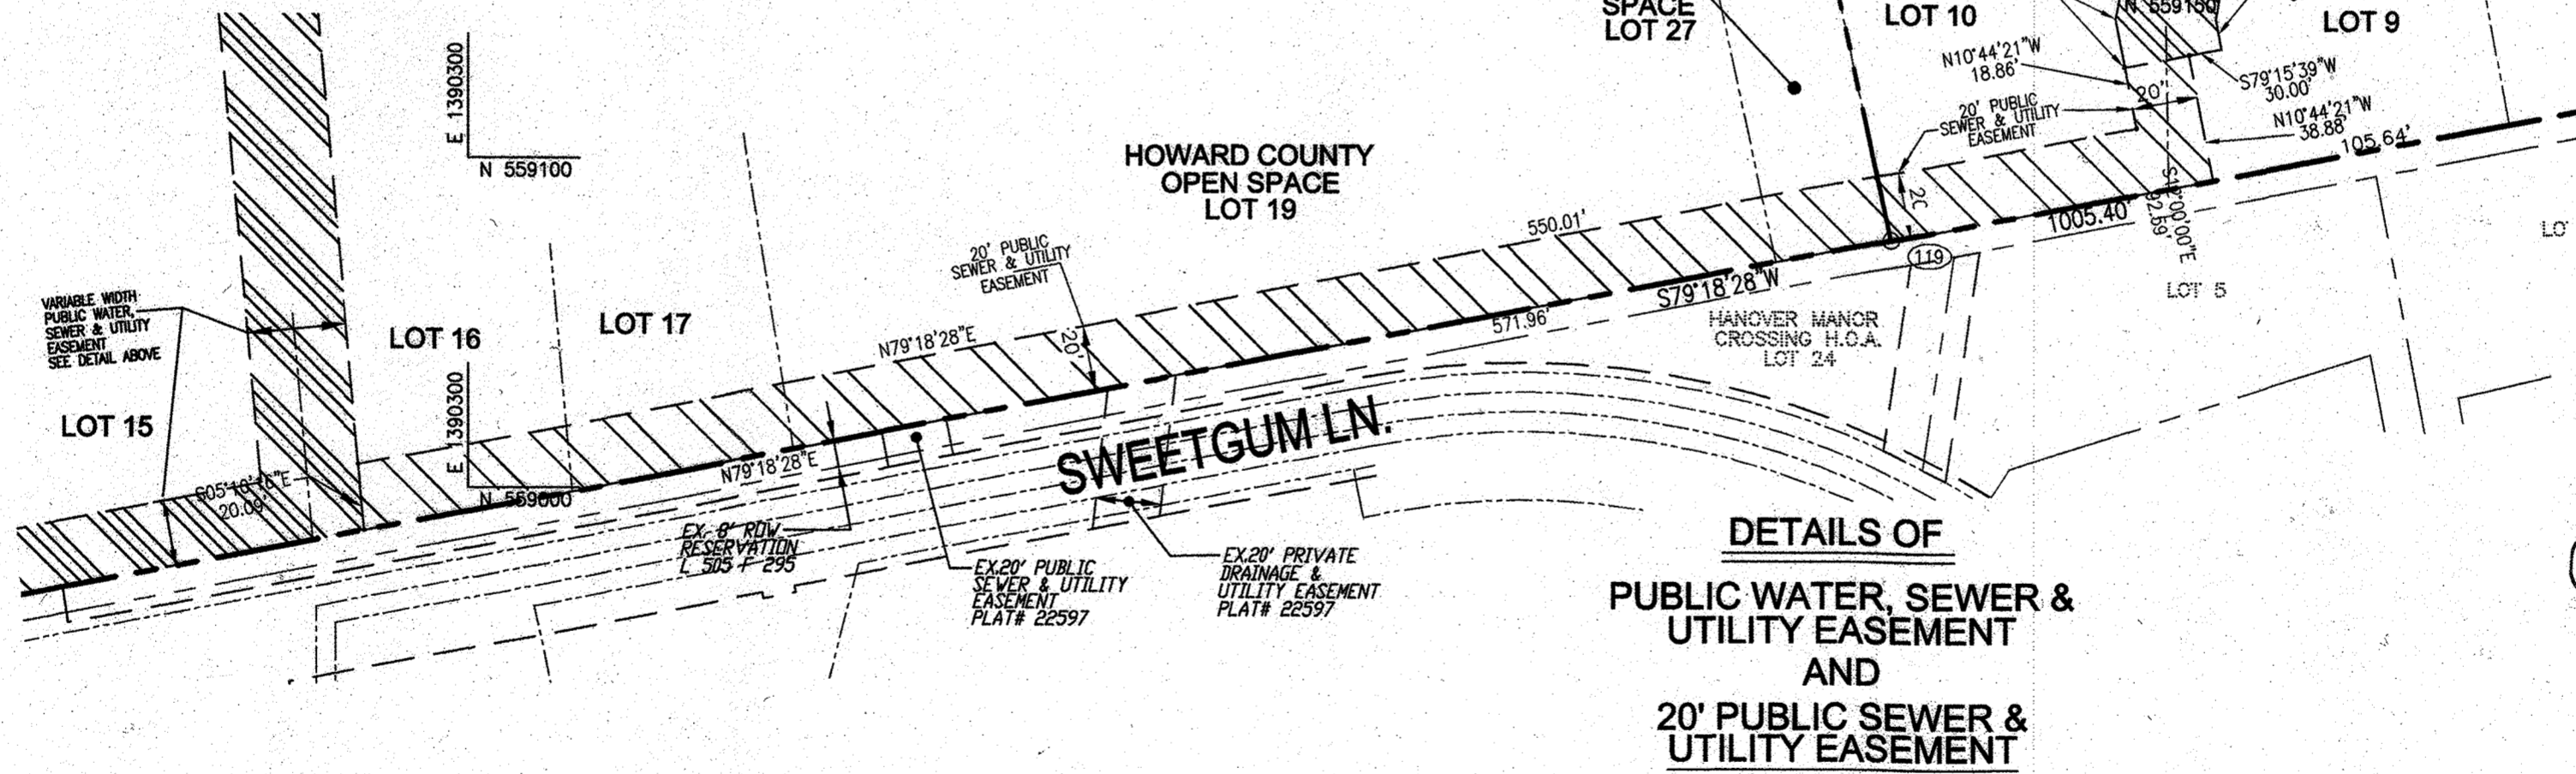 SPACE
LOT 27
LOT 10
N 559150
LOT 9
N10°44'21"W
18.86'
S79°15'39"W
30.00'
20'
N10°44'21"W
38.88'
20' PUBLIC
SEWER & UTILITY
EASEMENT
105.64'
E 1390300
N 559100
HOWARD COUNTY
OPEN SPACE
LOT 19
550.01'
1005.40'
S10°00'00"E
92.59'
119
LOT 5
20' PUBLIC
SEWER & UTILITY
EASEMENT
20'
S79°18'28"W
571.96'
HANOVER MANOR
CROSSING H.O.A.
LOT 24
VARIABLE WIDTH
PUBLIC WATER,
SEWER & UTILITY
EASEMENT
SEE DETAIL ABOVE
LOT 16
LOT 17
N79°18'28"E
LOT 15
E 1390300
N 559000
N79°18'28"E
20.09'
SWEETGUM LN.
EX. 8' ROW
RESERVATION
L 505 F 295
EX.20' PUBLIC
SEWER & UTILITY
EASEMENT
PLAT# 22597
EX.20' PRIVATE
DRAINAGE &
UTILITY EASEMENT
PLAT# 22597
DETAILS OF
PUBLIC WATER, SEWER &
UTILITY EASEMENT
AND
20' PUBLIC SEWER &
UTILITY EASEMENT